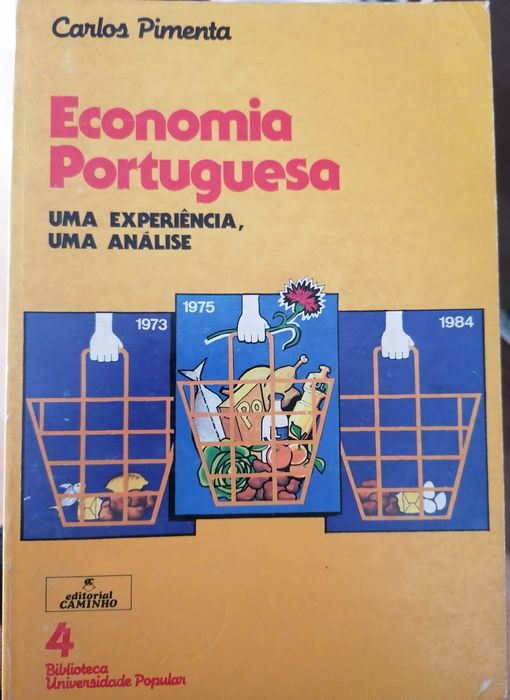 Carlos Pimenta
Economia
Portuguesa
UMA EXPERIÊNCIA,
UMA ANÁLISE
1973
1975
1984
editorial
CAMINHO
4
Biblioteca
Universidade Popular